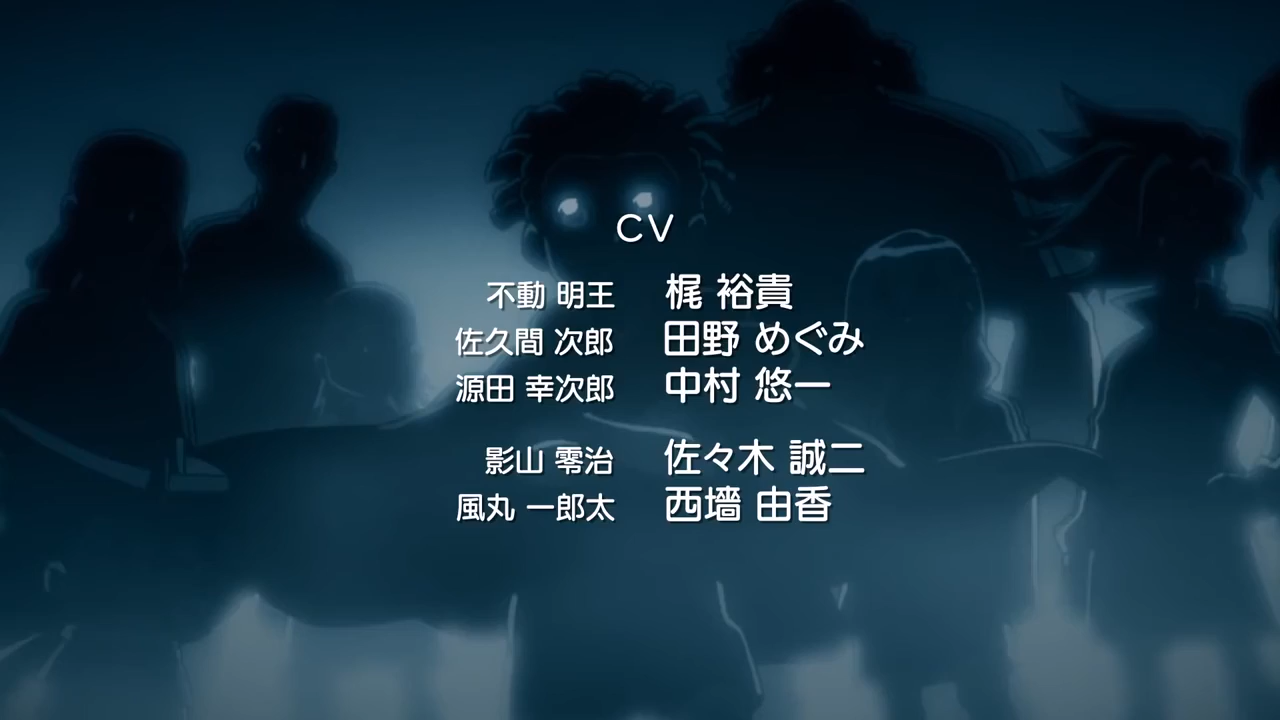 CV
不動 明王 梶 裕貴
佐久間 次郎 田野 めぐみ
源田 幸次郎 中村 悠一
影山 零治 佐々木 誠二
風丸 一郎太 西墻 由香